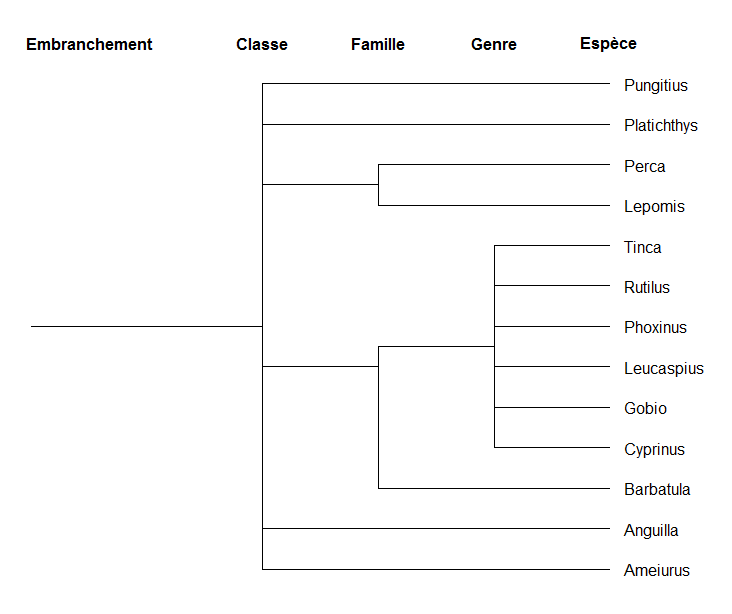 Embranchement Classe Famille Genre Espèce
Pungitius
Platichthys
Perca
Lepomis
Tinca
Rutilus
Phoxinus
Leucaspius
Gobio
Cyprinus
Barbatula
Anguilla
Ameiurus